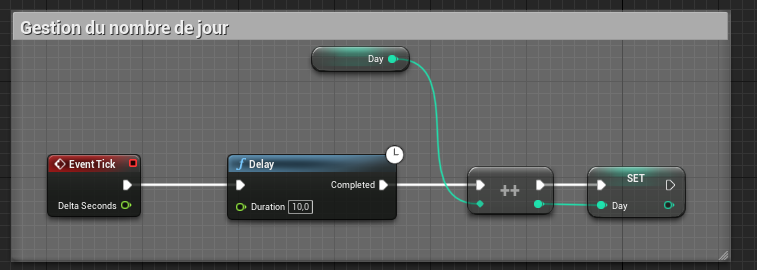 Gestion du nombre de jour
Day
Event Tick
Delta Seconds
Delay
Completed
Duration 10,0
++
SET
Day